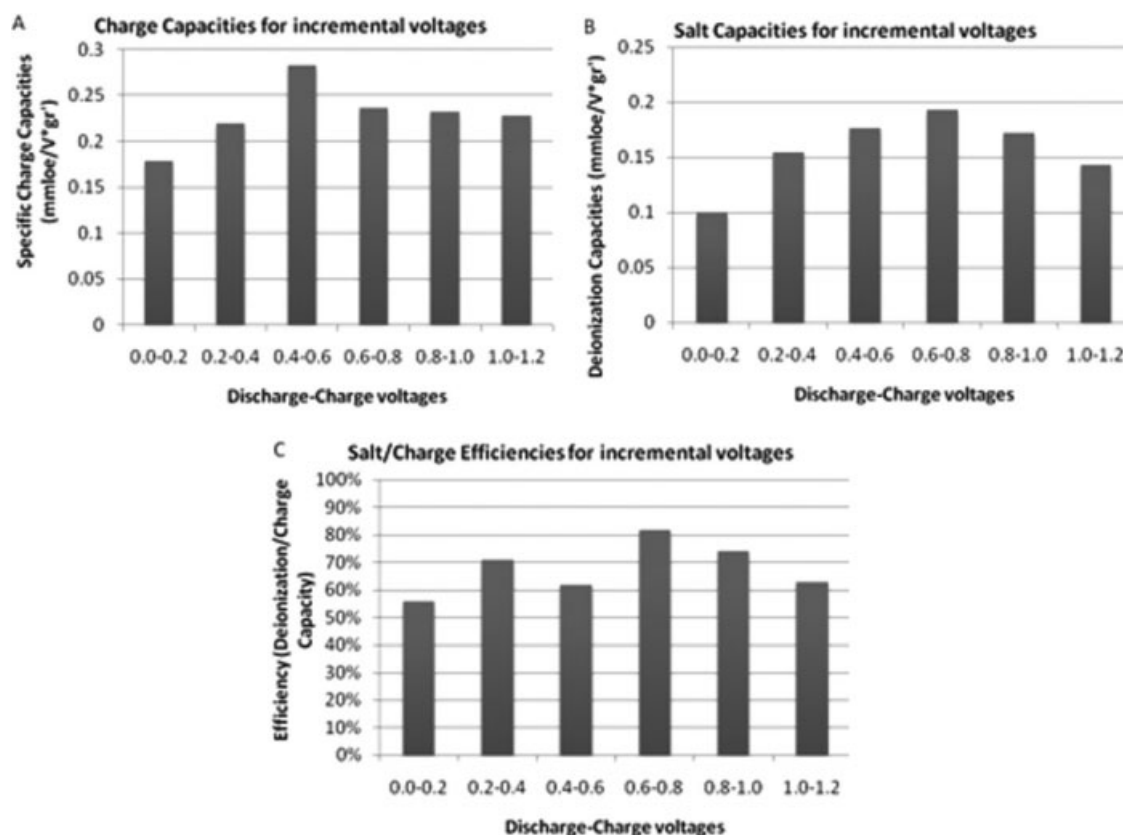 A
Charge Capacities for incremental voltages
Specific Charge Capacities
(mmloe/V*gr')
0.3
0.25
0.2
0.15
0.1
0.05
0
0.0-0.2 0.2-0.4 0.4-0.6 0.6-0.8 0.8-1.0 1.0-1.2
Discharge-Charge voltages
B
Salt Capacities for incremental voltages
Deionization Capacities (mmloe/V*gr')
0.25
0.2
0.15
0.1
0.05
0
0.0-0.2 0.2-0.4 0.4-0.6 0.6-0.8 0.8-1.0 1.0-1.2
Discharge-Charge voltages
C
Salt/Charge Efficiencies for incremental voltages
Efficiency (Deionization/Charge
Capacity)
100%
90%
80%
70%
60%
50%
40%
30%
20%
10%
0%
0.0-0.2 0.2-0.4 0.4-0.6 0.6-0.8 0.8-1.0 1.0-1.2
Discharge-Charge voltages